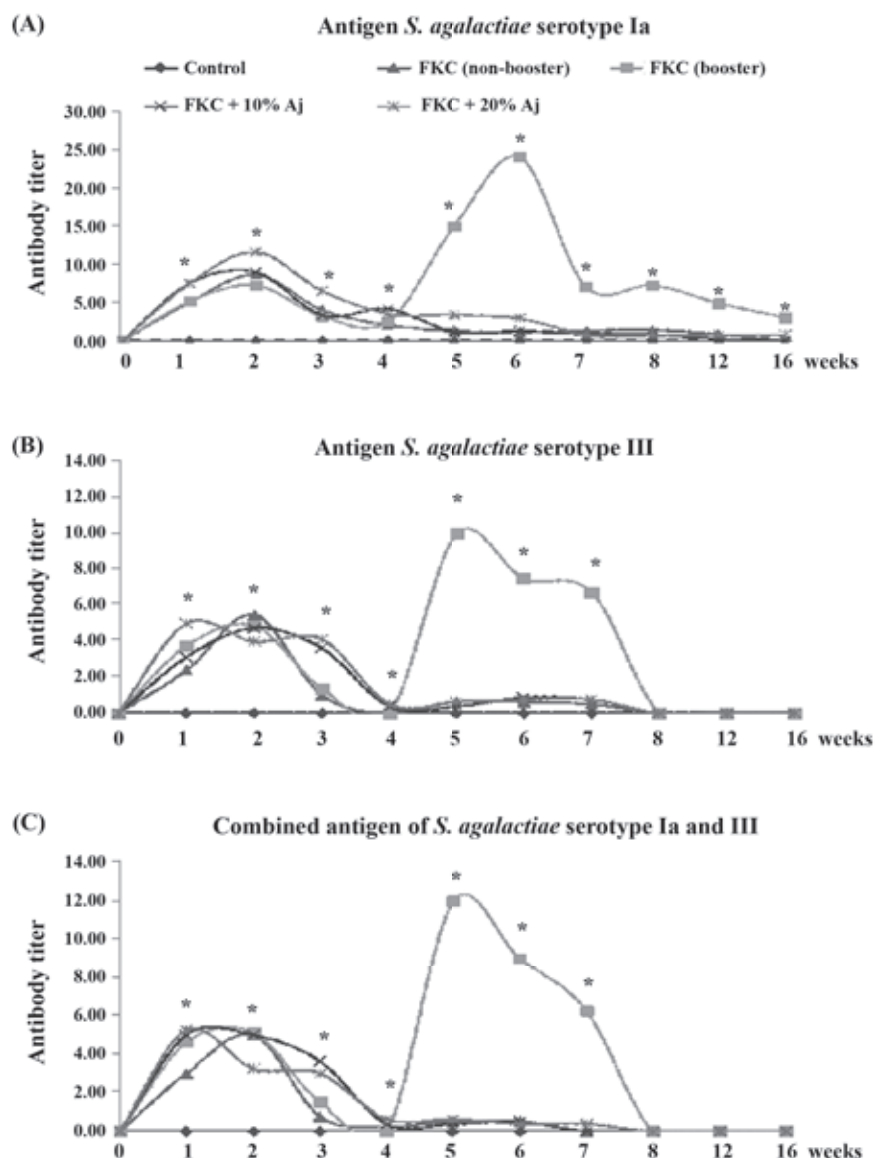 (A) Antigen S. agalactiae serotype Ia
Control FKC (non-booster) FKC (booster)
FKC + 10% Aj FKC + 20% Aj
Antibody titer
30.00
25.00
20.00
15.00
10.00
5.00
0.00
0 1 2 3 4 5 6 7 8 12 16 weeks
* * * * * * * * * *
(B) Antigen S. agalactiae serotype III
Antibody titer
14.00
12.00
10.00
8.00
6.00
4.00
2.00
0.00
0 1 2 3 4 5 6 7 8 12 16 weeks
* * * * * * *
(C) Combined antigen of S. agalactiae serotype Ia and III
Antibody titer
14.00
12.00
10.00
8.00
6.00
4.00
2.00
0.00
0 1 2 3 4 5 6 7 8 12 16 weeks
* * * * * * *